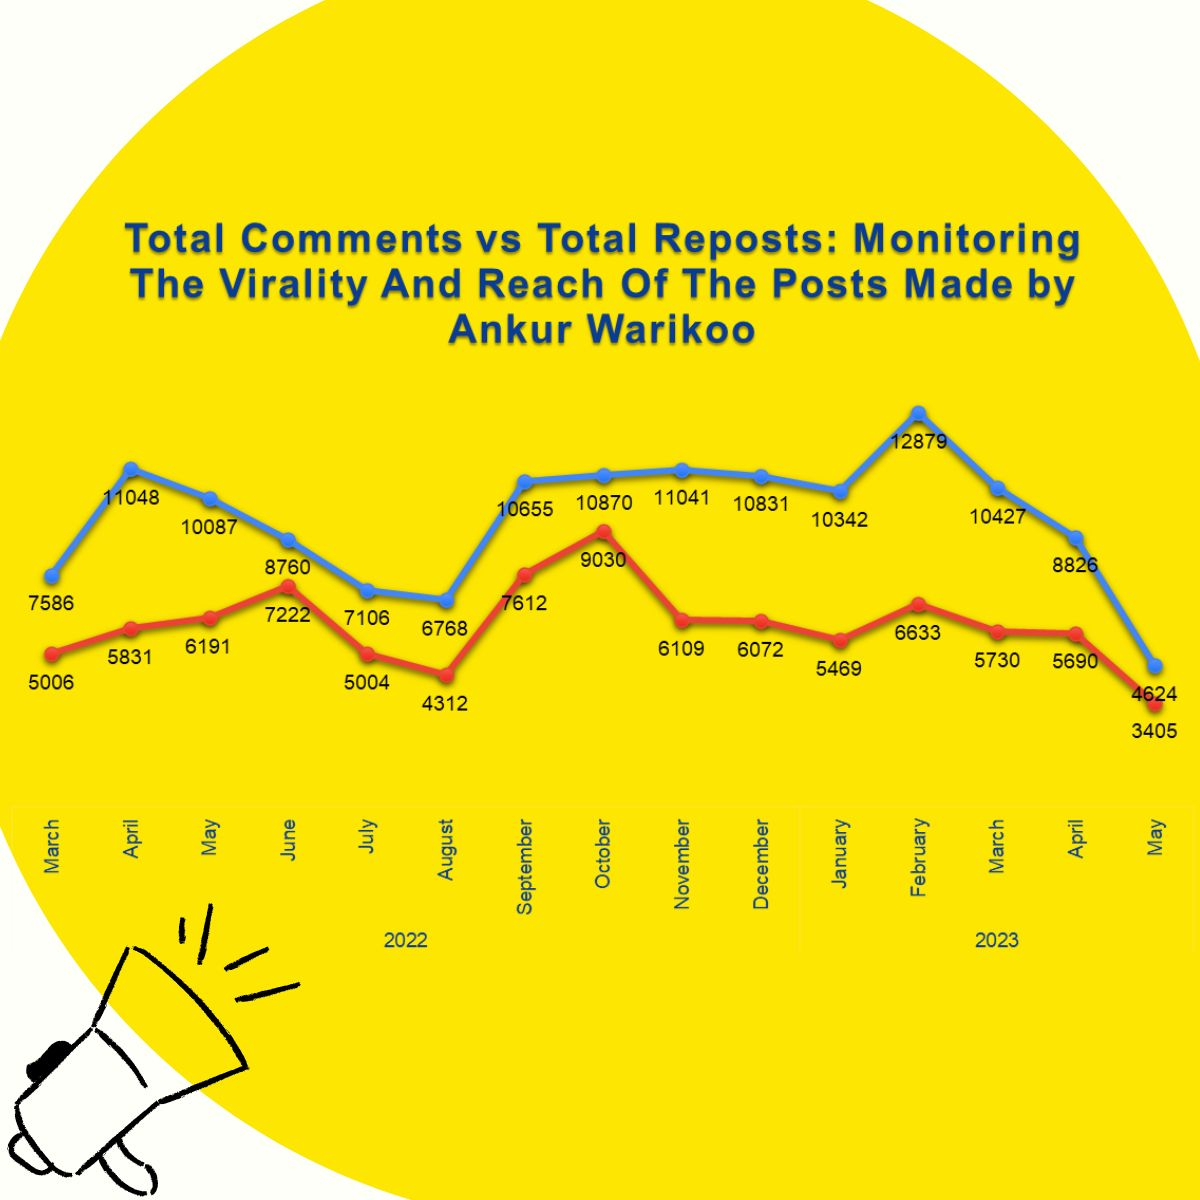 Total Comments vs Total Reposts: Monitoring
The Virality And Reach Of The Posts Made by
Ankur Warikoo
7586
11048
10087
8760
7106
6768
10655
10870
11041
10831
10342
12879
10427
8826
4624
5006
5831
6191
7222
5004
4312
7612
9030
6109
6072
5469
6633
5730
5690
3405
March
April
May
June
July
August
September
October
November
December
January
February
March
April
May
2022
2023